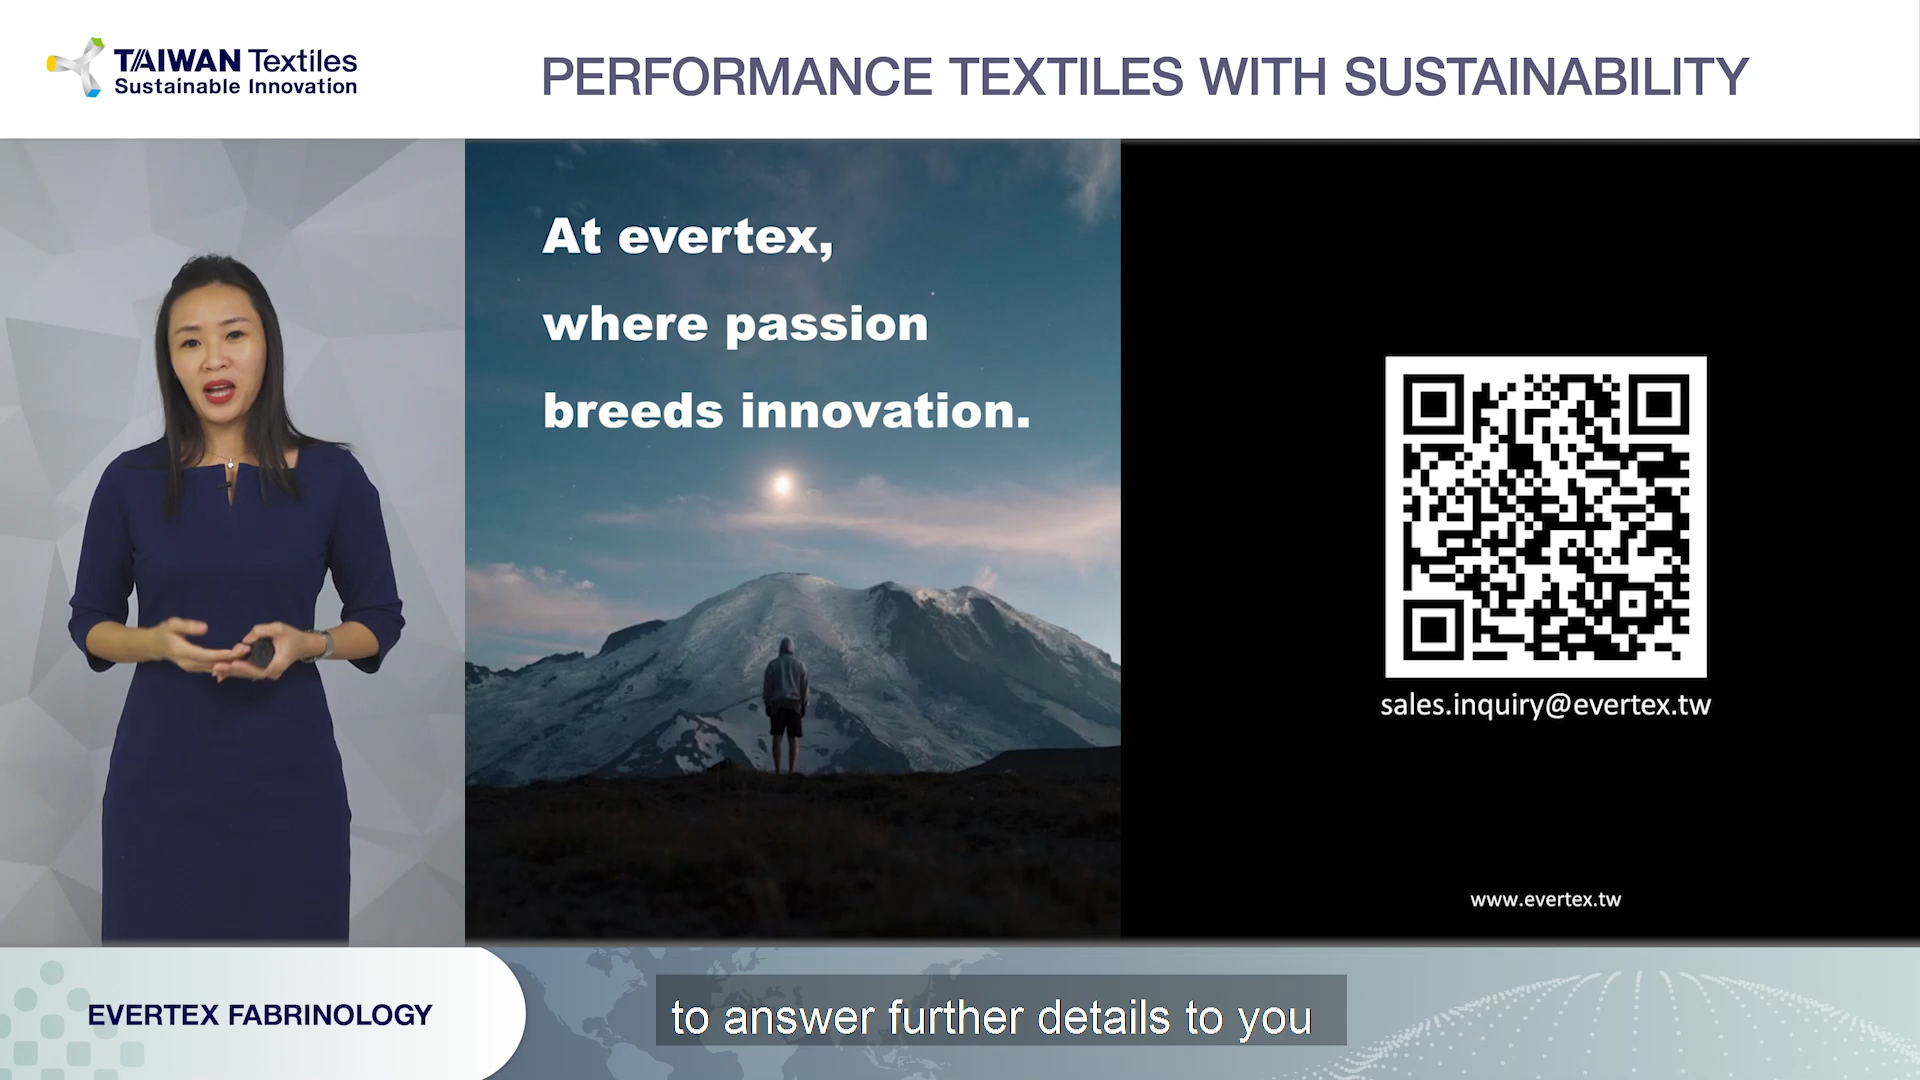 TAIWAN Textiles
Sustainable Innovation
PERFORMANCE TEXTILES WITH SUSTAINABILITY
At evertex,
where passion
breeds innovation.
sales.inquiry@evertex.tw
www.evertex.tw
EVERTEX FABRINOLOGY
to answer further details to you